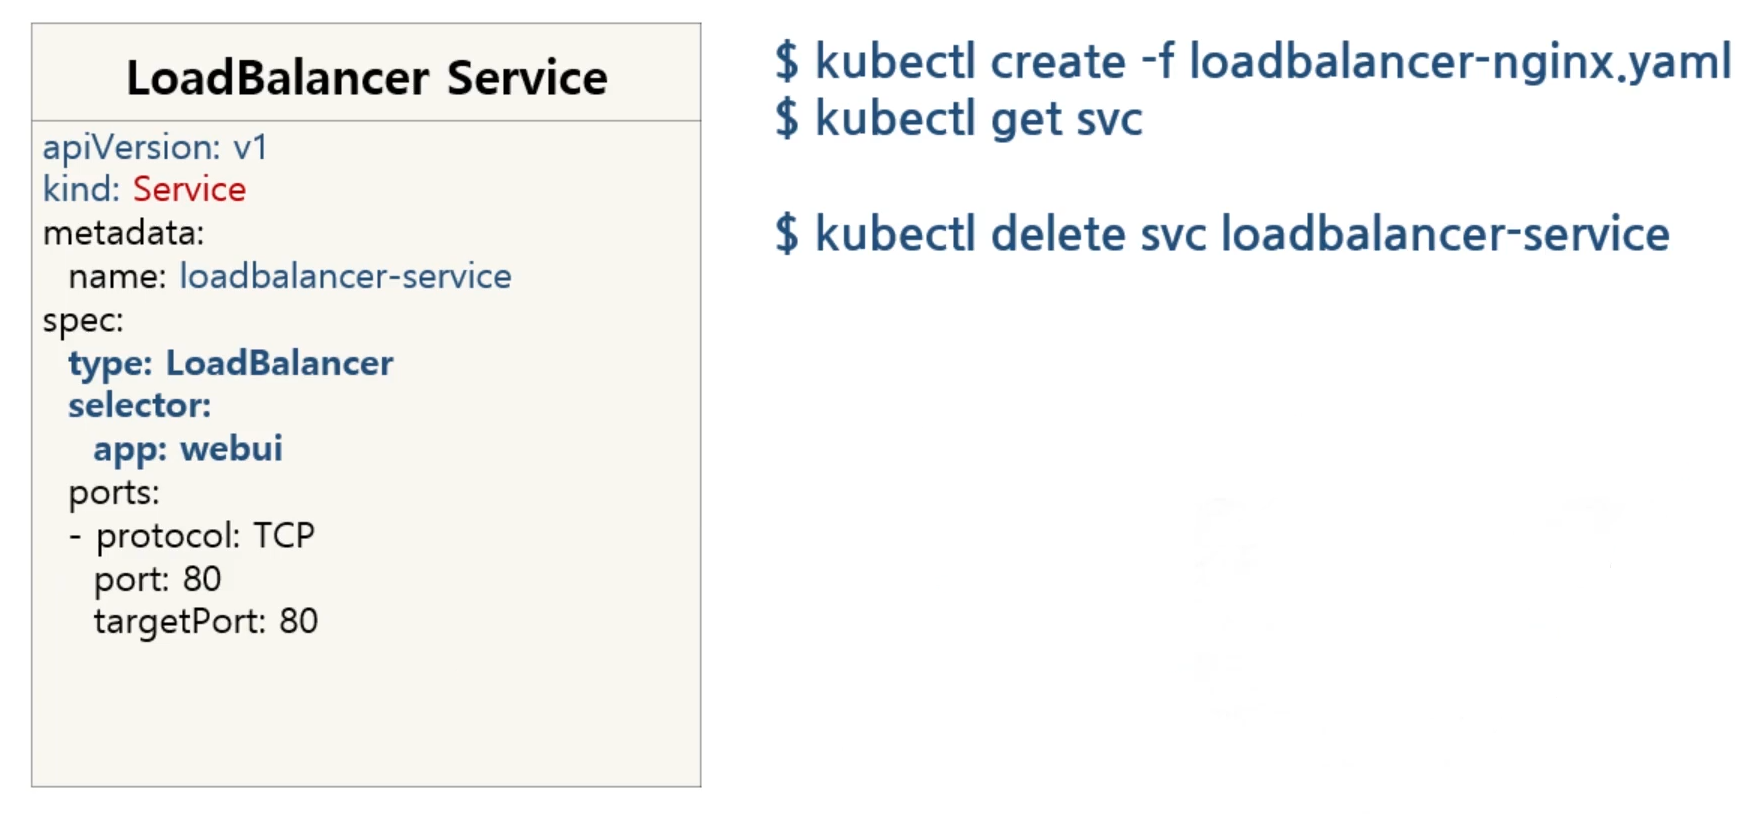 LoadBalancer Service
apiVersion: v1
kind: Service
metadata:
name: loadbalancer-service
spec:
type: LoadBalancer
selector:
app: webui
ports:
- protocol: TCP
port: 80
targetPort: 80
$ kubectl create -f loadbalancer-nginx.yaml
$ kubectl get svc
$ kubectl delete svc loadbalancer-service